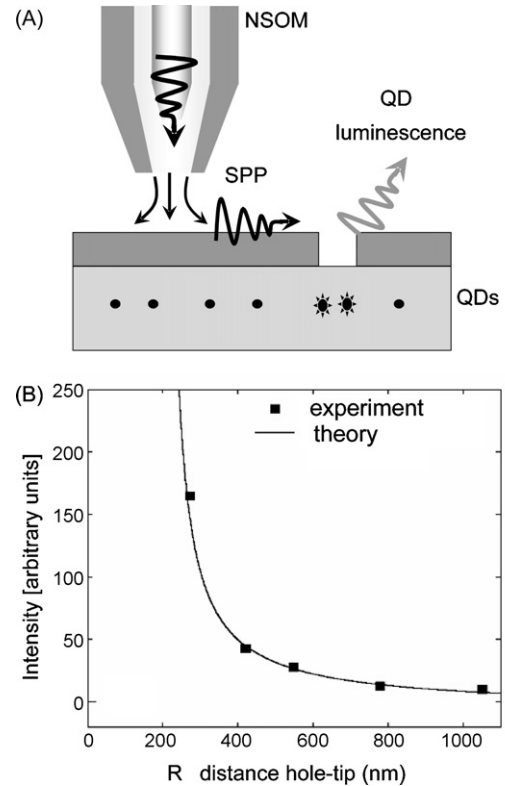 (A)
NSOM
QD
luminescence
SPP
QDs
(B)
250
200
150
100
50
0
Intensity [arbitrary units]
experiment
theory
0 200 400 600 800 1000
R distance hole-tip (nm)